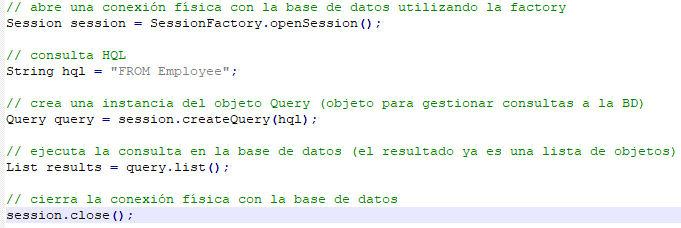 // abre una conexión física con la base de datos utilizando la factory
Session session = SessionFactory.openSession();
// consulta HQL
String hql = "FROM Employee";
// crea una instancia del objeto Query (objeto para gestionar consultas a la BD)
Query query = session.createQuery(hql);
// ejecuta la consulta en la base de datos (el resultado ya es una lista de objetos)
List results = query.list();
// cierra la conexión física con la base de datos
session.close();